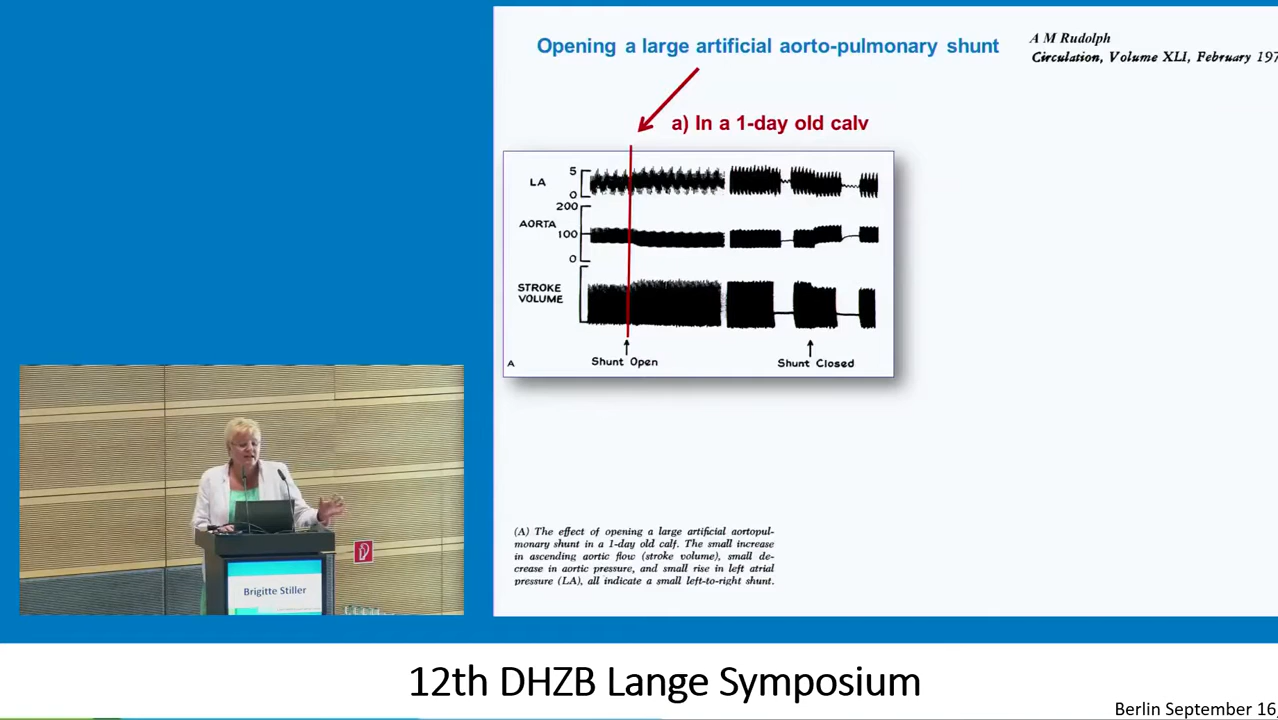 Opening a large artificial aorto-pulmonary shunt
A M Rudolph
Circulation, Volume XLI, February 197
a) In a 1-day old calv
LA
5
0
AORTA
200
100
0
STROKE
VOLUME
A
Shunt Open
Shunt Closed
(A) The effect of opening a large artificial aortopul-
monary shunt in a 1-day old calf. The small increase
in ascending aortic flow (stroke volume), small de-
crease in aortic pressure, and small rise in left atrial
pressure (LA), all indicate a small left-to-right shunt.
Brigitte Stiller
12th DHZB Lange Symposium
Berlin September 16,